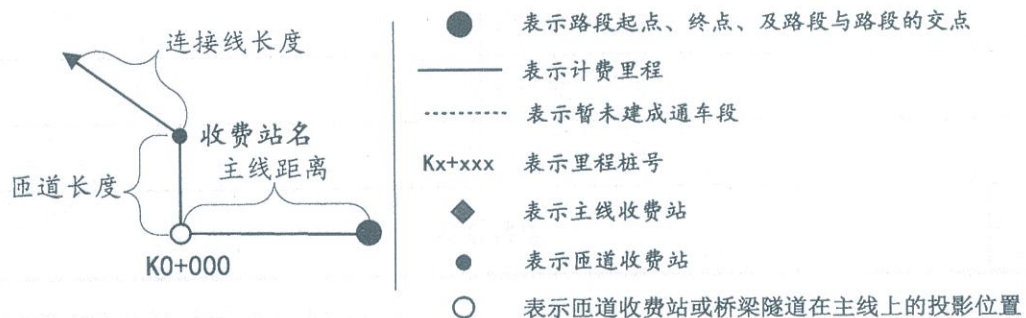 连接线长度
收费站名
主线距离
匝道长度
K0+000
表示路段起点、终点、及路段与路段的交点
表示计费里程
表示暂未建成通车段
Kx+xxx 表示里程桩号
表示主线收费站
表示匝道收费站
表示匝道收费站或桥梁隧道在主线上的投影位置